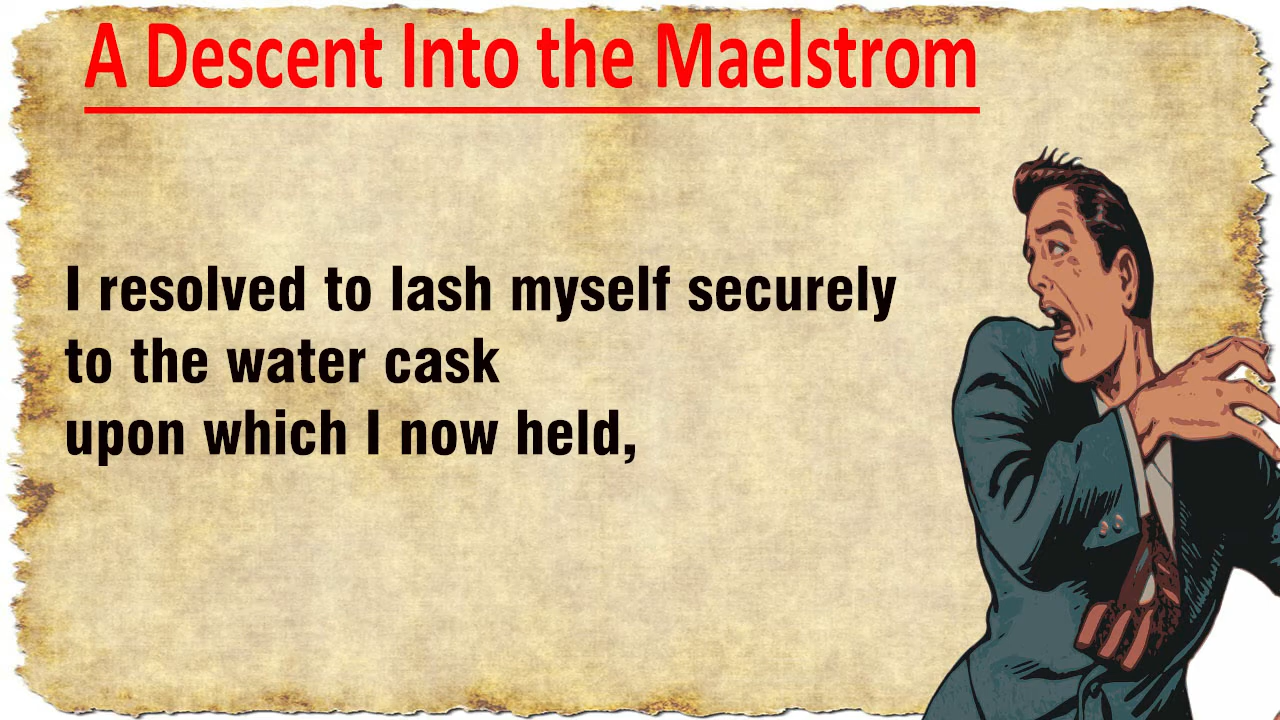 A Descent Into the Maelstrom
I resolved to lash myself securely
to the water cask
upon which I now held,